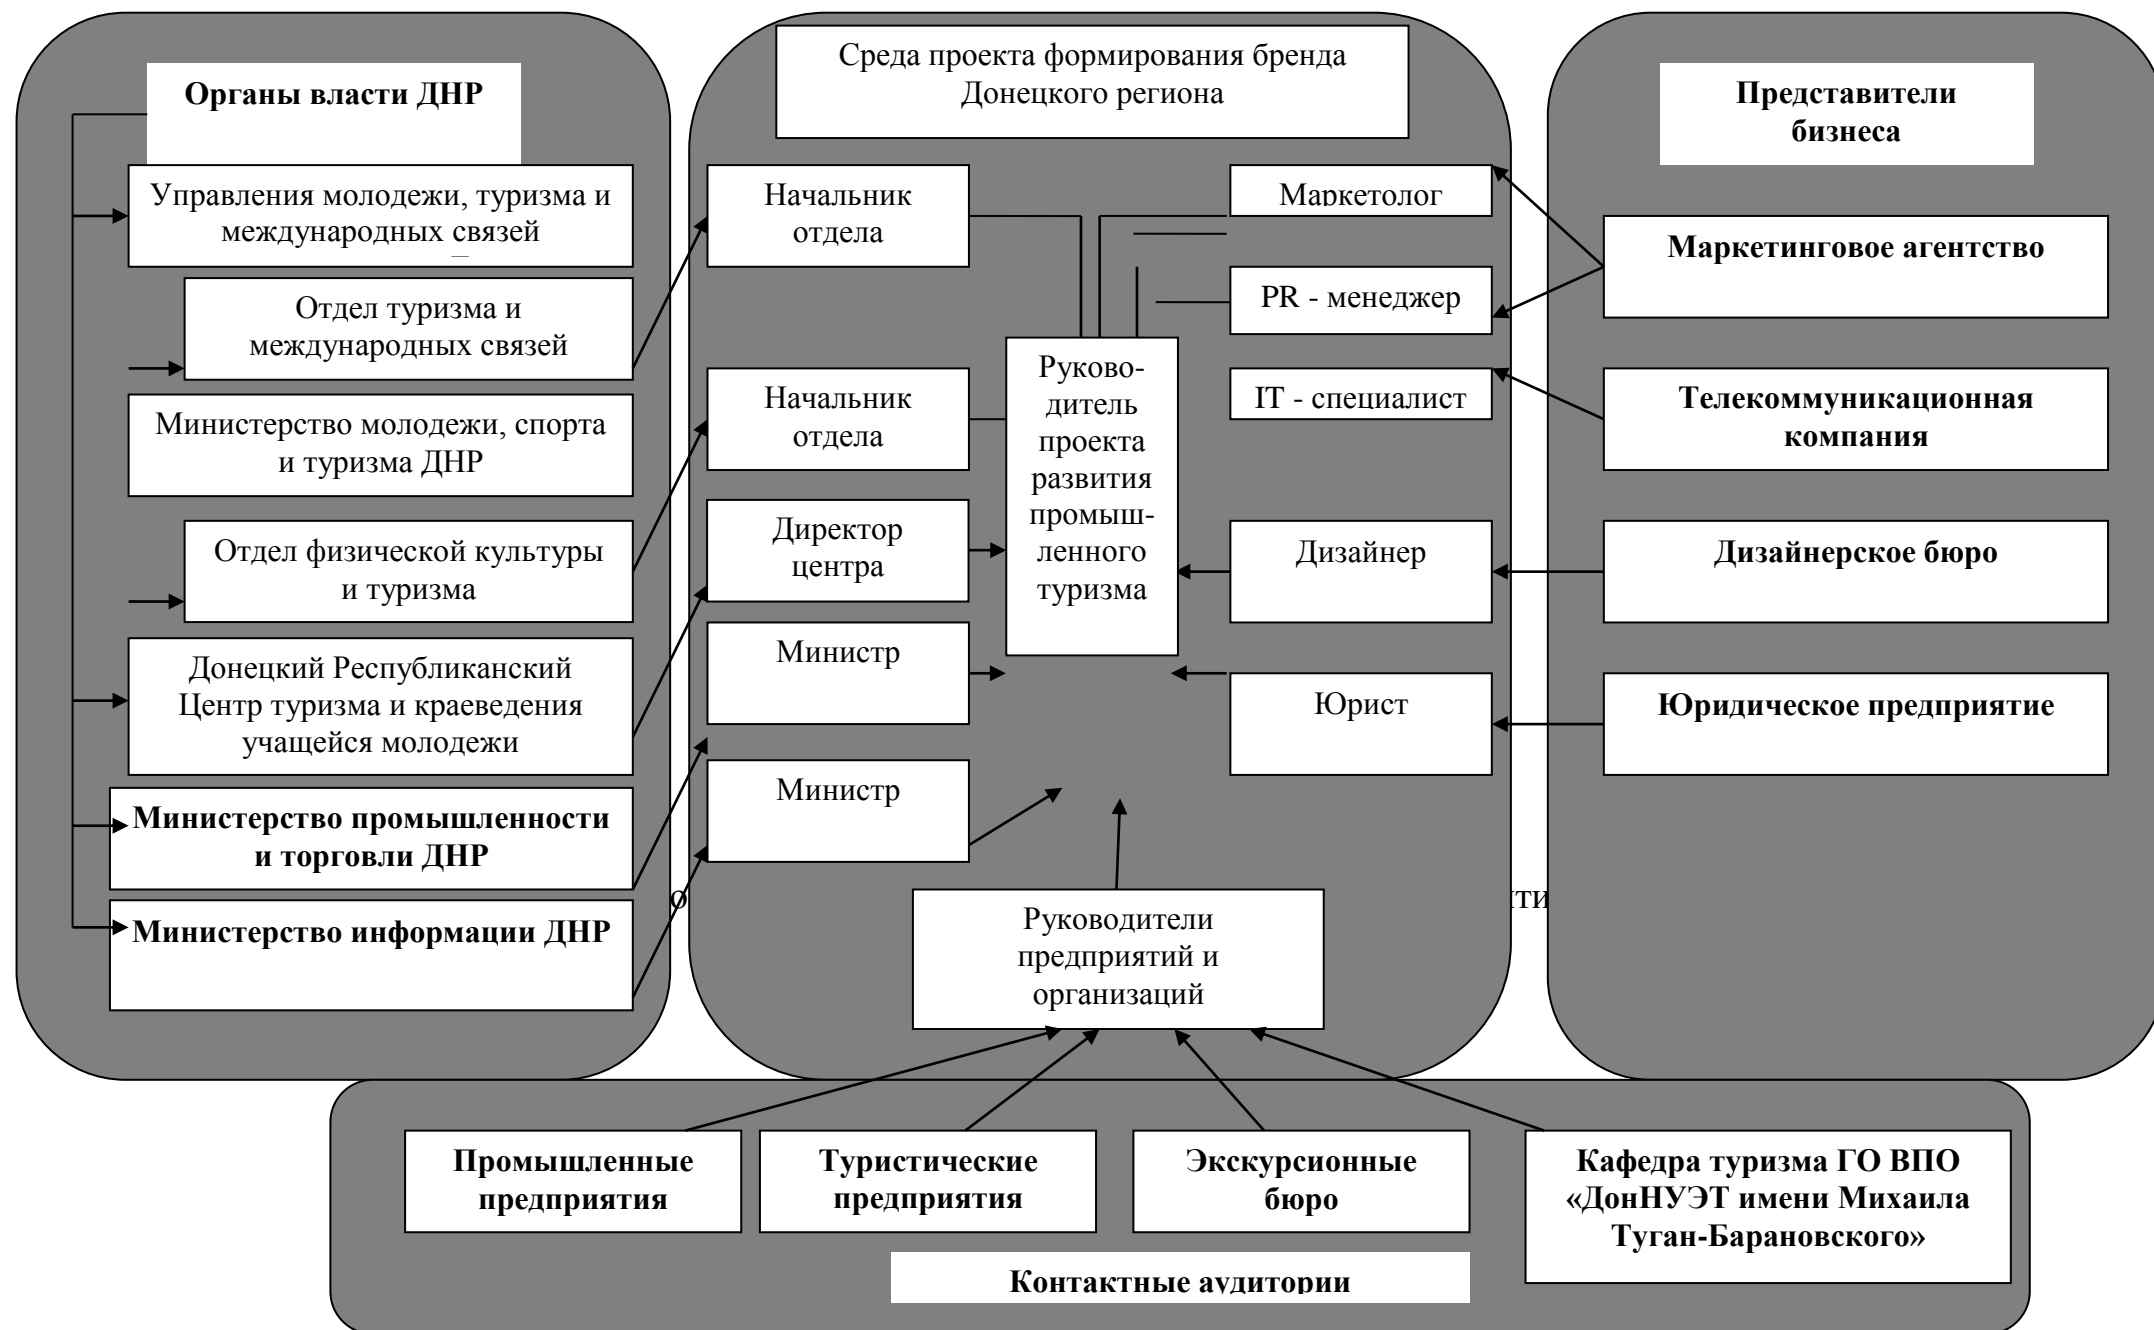 Органы власти ДНР
Управления молодежи, туризма и
международных связей
Отдел туризма и
международных связей
Министерство молодежи, спорта
и туризма ДНР
Отдел физической культуры
и туризма
Донецкий Республиканский
Центр туризма и краеведения
учащейся молодежи
Министерство промышленности
и торговли ДНР
Министерство информации ДНР
Среда проекта формирования бренда
Донецкого региона
Начальник
отдела
Начальник
отдела
Директор
центра
Министр
Министр
Руково-
дитель
проекта
развития
промыш-
ленного
туризма
Маркетолог
PR - менеджер
IT - специалист
Дизайнер
Юрист
Руководители
предприятий и
организаций
Представители
бизнеса
Маркетинговое агентство
Телекоммуникационная
компания
Дизайнерское бюро
Юридическое предприятие
Промышленные
предприятия
Туристические
предприятия
Экскурсионные
бюро
Кафедра туризма ГО ВПО
«ДонНУЭТ имени Михаила
Туган-Барановского»
Контактные аудитории